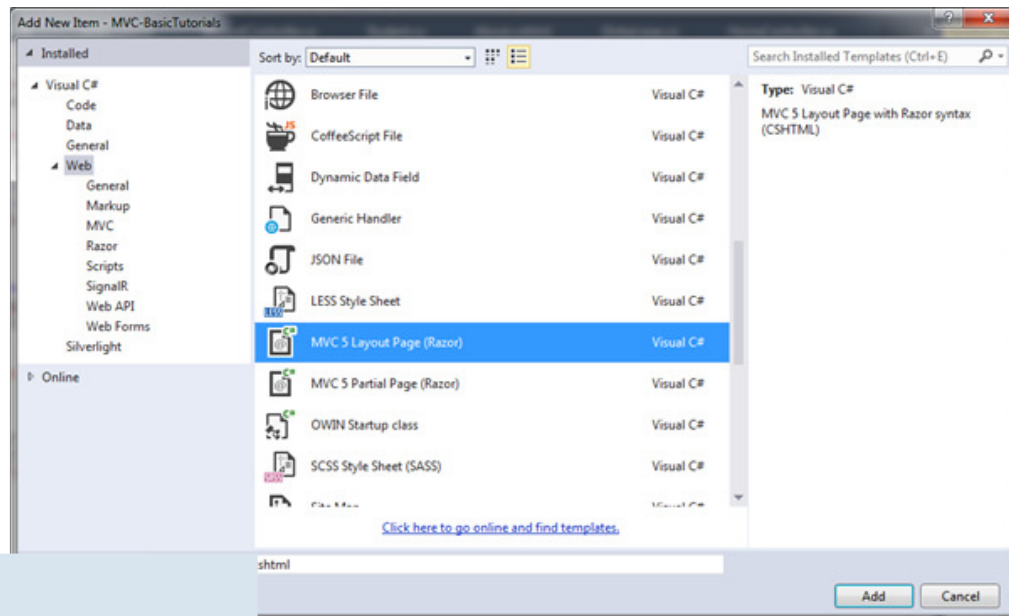 Add New Item - MVC-BasicTutorials
Installed
Visual C#
Code
Data
General
Web
General
Markup
MVC
Razor
Scripts
SignalR
Web API
Web Forms
Silverlight
Online
Sort by: Default
Browser File Visual C#
CoffeeScript File Visual C#
Dynamic Data Field Visual C#
Generic Handler Visual C#
JSON File Visual C#
LESS Style Sheet Visual C#
MVC 5 Layout Page (Razor) Visual C#
MVC 5 Partial Page (Razor) Visual C#
OWIN Startup class Visual C#
SCSS Style Sheet (SASS) Visual C#
Click here to go online and find templates.
Search Installed Templates (Ctrl+E)
Type: Visual C#
MVC 5 Layout Page with Razor syntax
(CSHTML)
shtml
Add Cancel